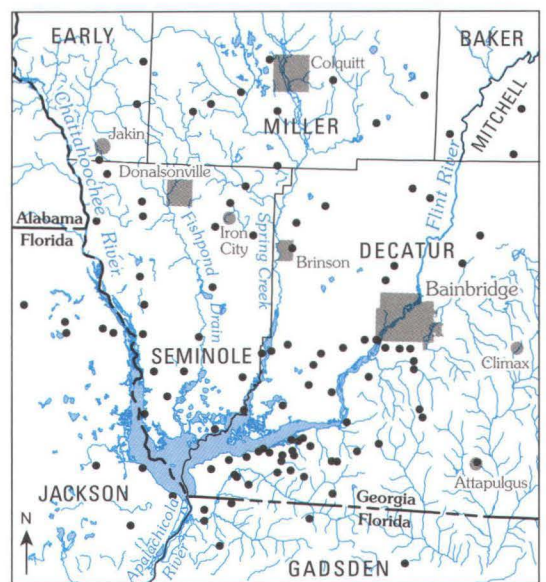 EARLY
BAKER
Colquitt
MITCHELL
MILLER
Chattahoochee River
Jakin
Donalsonville
Flint River
Alabama
Florida
Iron
City
Spring Creek
Fishpond Drain
DECATUR
Brinson
Bainbridge
SEMINOLE
Climax
JACKSON
Attapulgus
Georgia
Florida
N
Apalachicola
River
GADSDEN